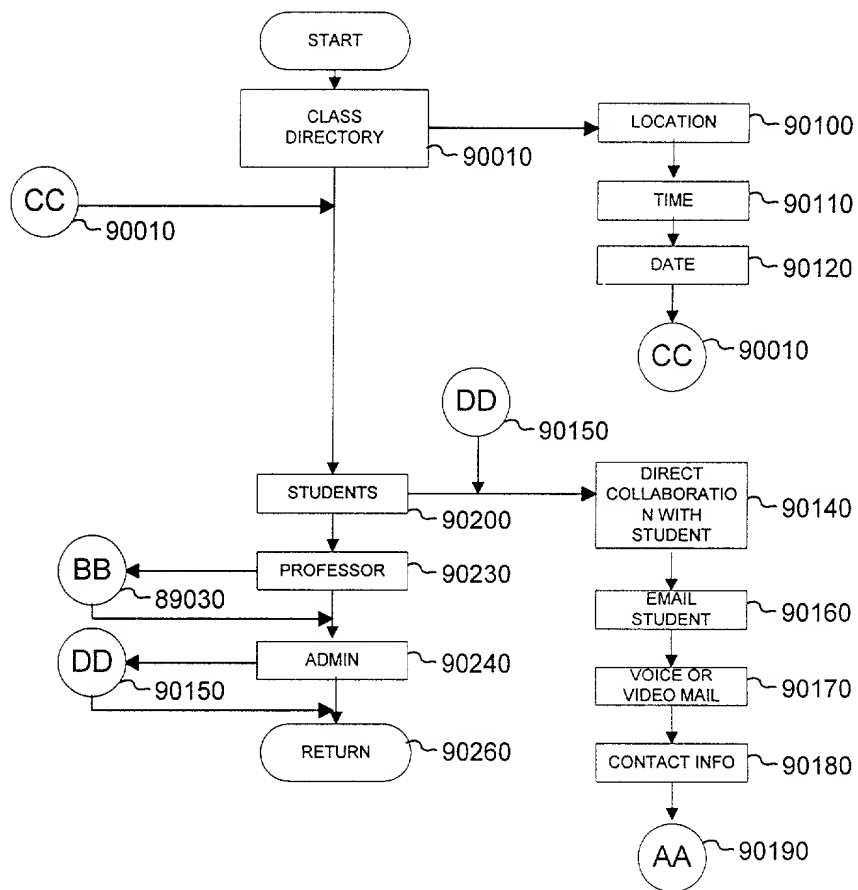 START
CLASS
DIRECTORY
90010
LOCATION
90100
CC
90010
TIME
90110
DATE
90120
CC
90010
DD
90150
STUDENTS
90200
DIRECT
COLLABORATIO
N WITH
STUDENT
90140
BB
89030
PROFESSOR
90230
EMAIL
STUDENT
90160
DD
90150
ADMIN
90240
VOICE OR
VIDEO MAIL
90170
RETURN
90260
CONTACT INFO
90180
AA
90190